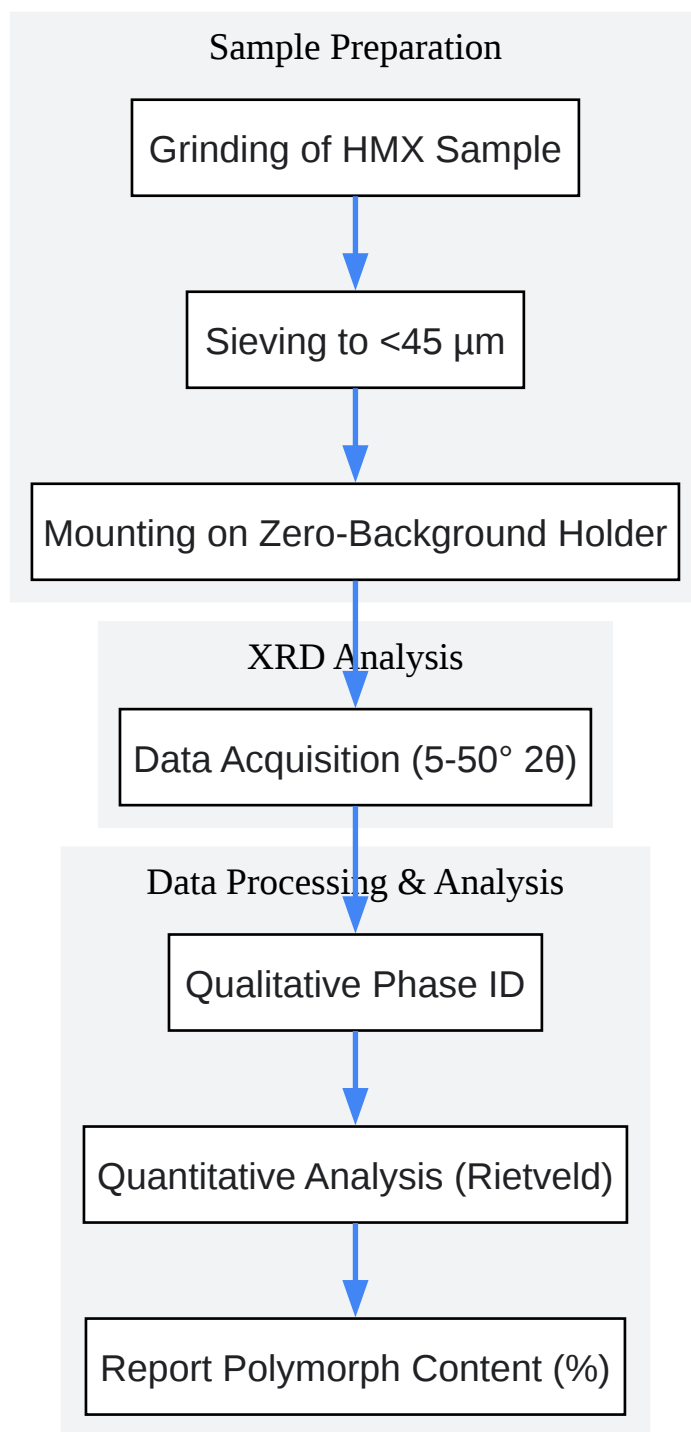 Sample Preparation
Grinding of HMX Sample
Sieving to <45 µm
Mounting on Zero-Background Holder
XRD Analysis
Data Acquisition (5-50° 2θ)
Data Processing & Analysis
Qualitative Phase ID
Quantitative Analysis (Rietveld)
Report Polymorph Content (%)